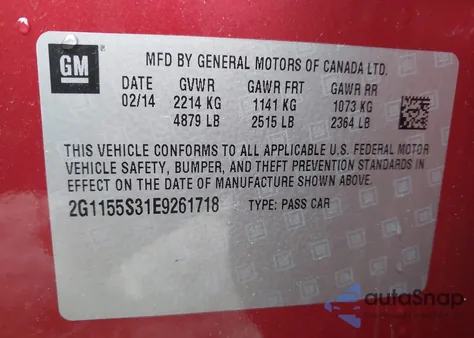 GM
MFD BY GENERAL MOTORS OF CANADA LTD.
DATE GVWR GAWR FRT GAWR RR
02/14 2214 KG 1141 KG 1073 KG
4879 LB 2515 LB 2364 LB
THIS VEHICLE CONFORMS TO ALL APPLICABLE U.S. FEDERAL MOTOR
VEHICLE SAFETY, BUMPER, AND THEFT PREVENTION STANDARDS IN
EFFECT ON THE DATE OF MANUFACTURE SHOWN ABOVE.
2G1155S31E9261718 TYPE: PASS CAR
autoSnap